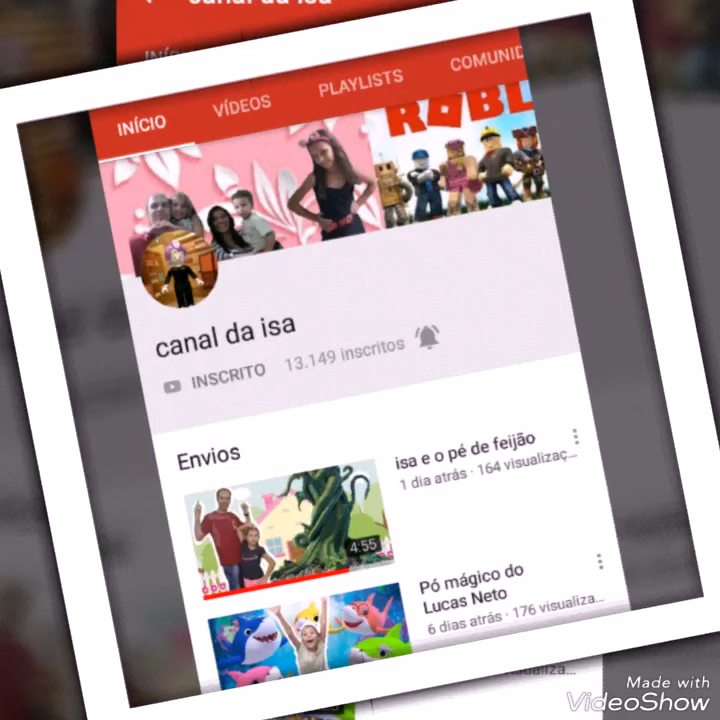 canal da isa
INÍCIO
VÍDEOS
PLAYLISTS
COMUNID
ROBL
canal da isa
INSCRITO 13.149 inscritos
Envios
isa e o pé de feijão
1 dia atrás · 164 visualizaç...
4:55
Pó mágico do
Lucas Neto
6 dias atrás · 176 visualiza...
Made with
VideoShow